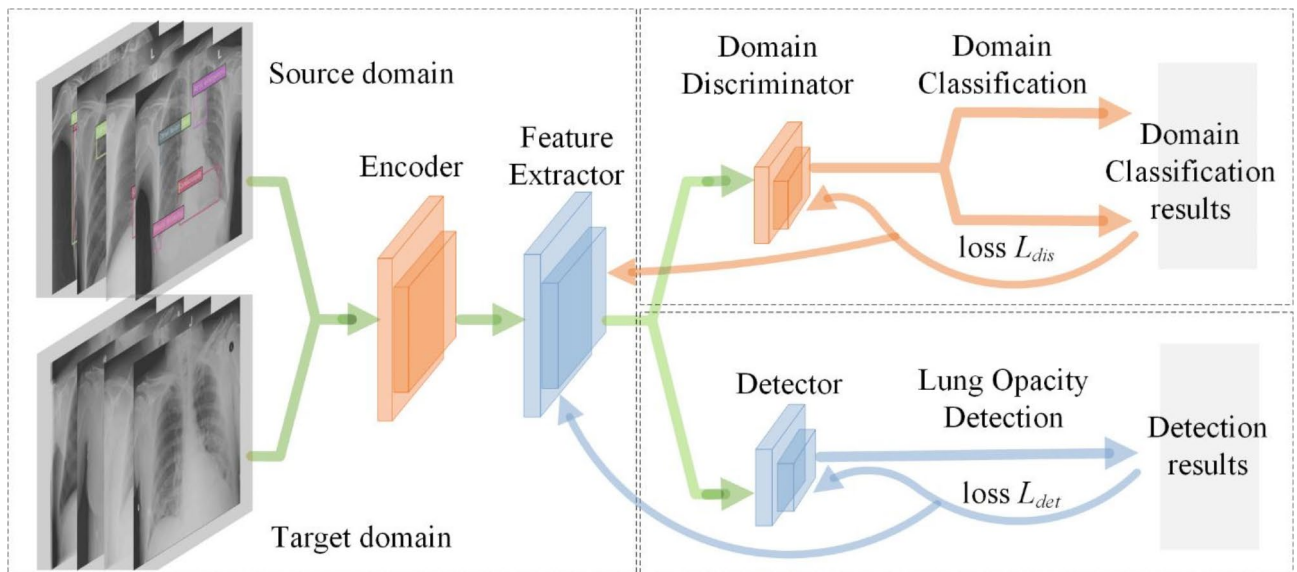 Source domain
Target domain
Encoder
Feature
Extractor
Domain
Discriminator
Domain
Classification
Domain
Classification
results
loss L_dis
Detector
Lung Opacity
Detection
Detection
results
loss L_det